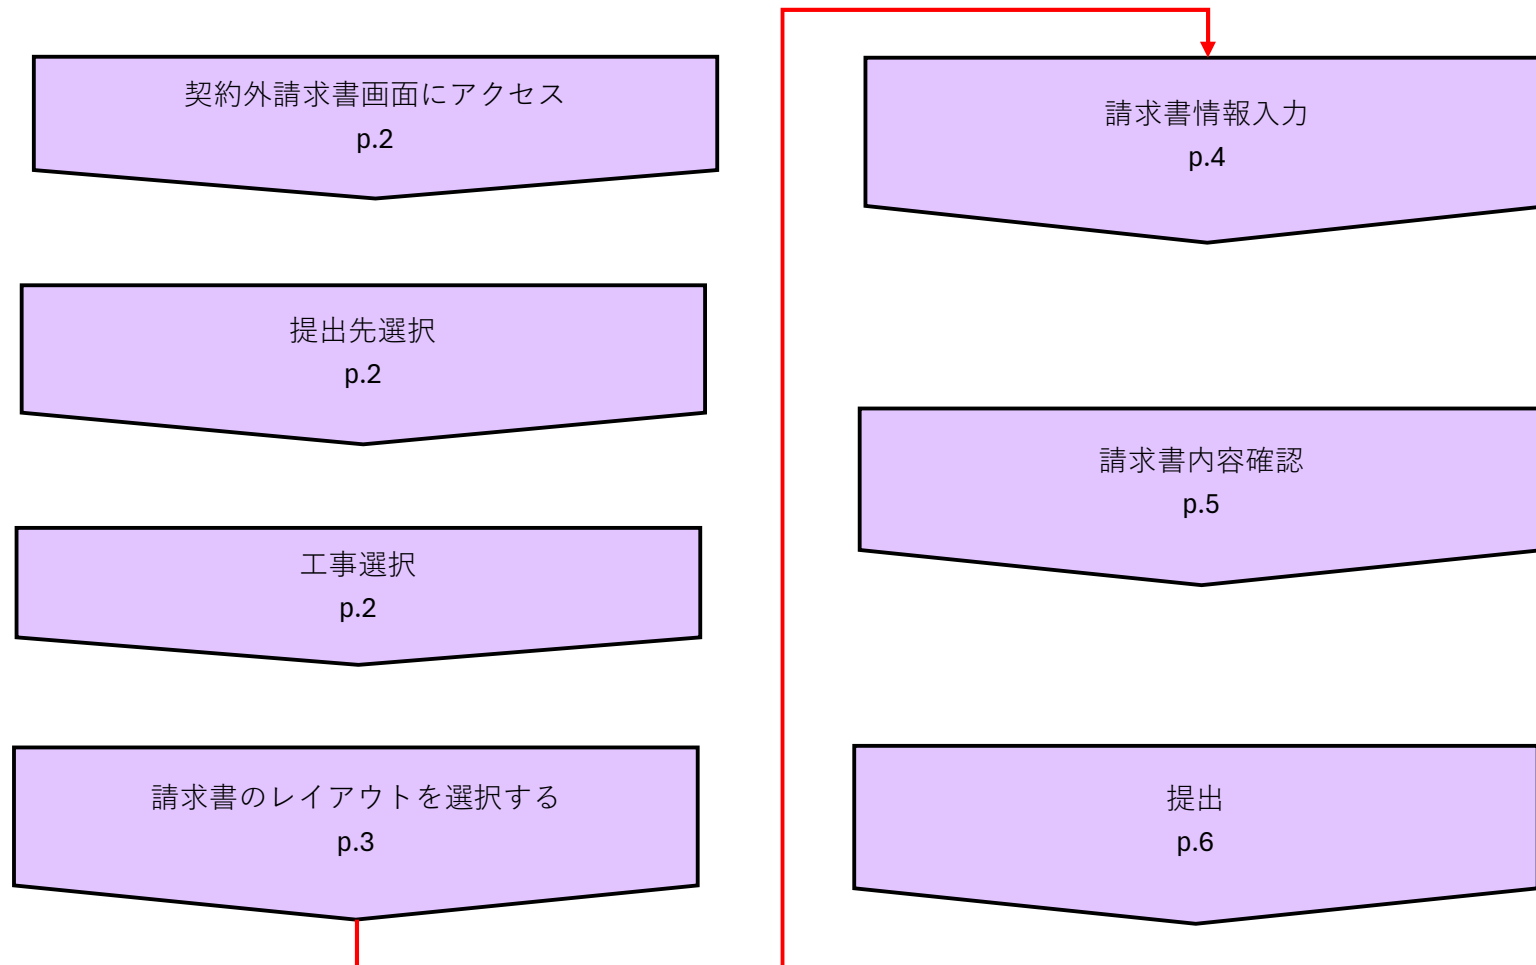 契約外請求書画面にアクセス
p.2
提出先選択
p.2
工事選択
p.2
請求書のレイアウトを選択する
p.3
請求書情報入力
p.4
請求書内容確認
p.5
提出
p.6